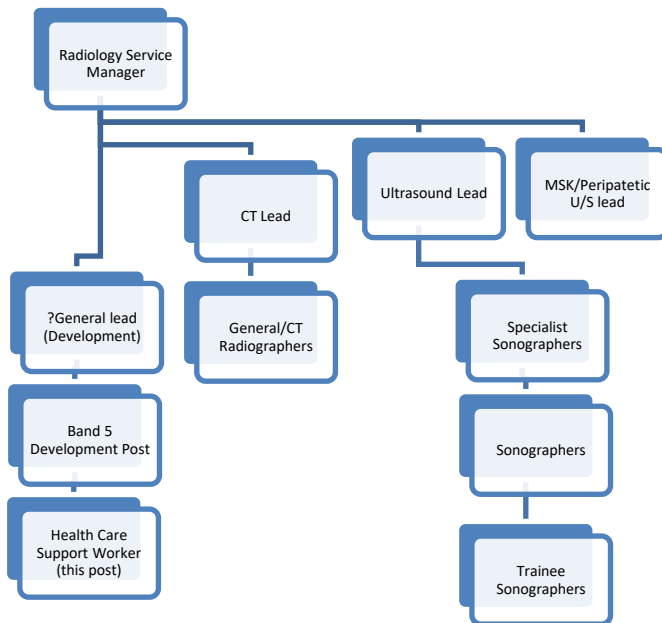 Radiology Service
Manager
CT Lead
Ultrasound Lead
MSK/Peripatetic
U/S lead
?General lead
(Development)
General/CT
Radiographers
Specialist
Sonographers
Band 5
Development Post
Sonographers
Health Care
Support Worker
(this post)
Trainee
Sonographers